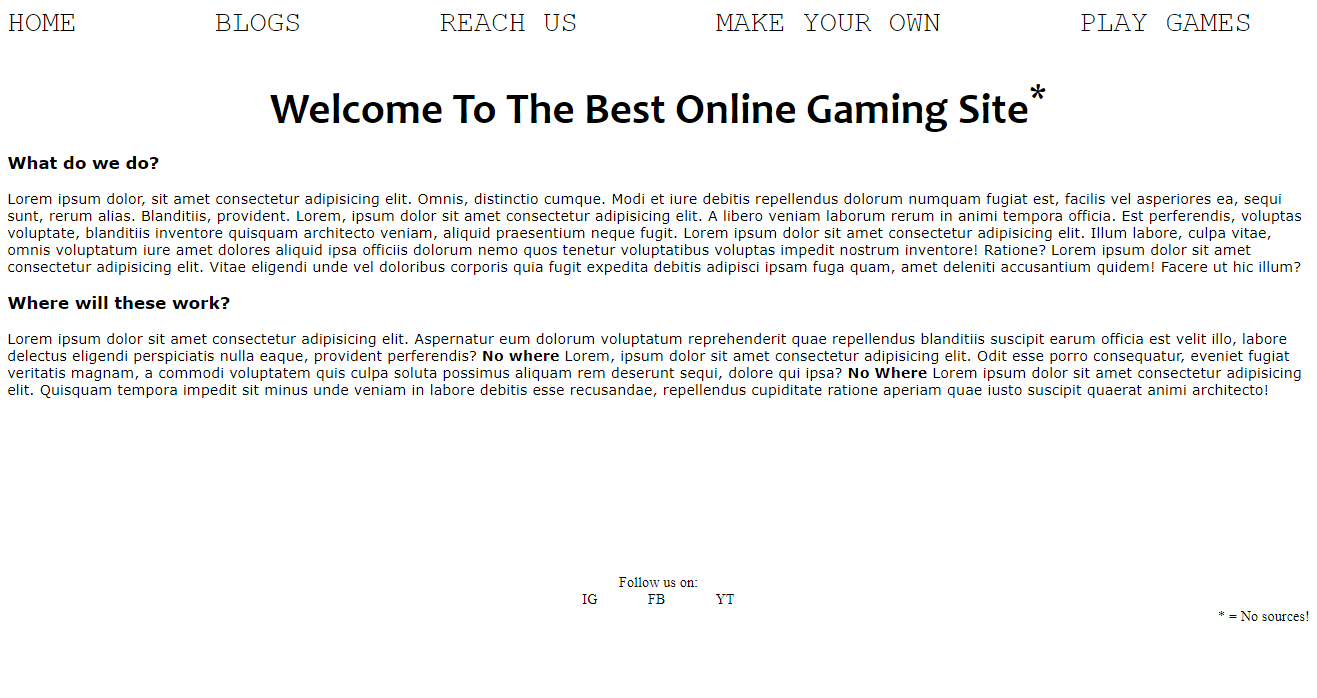 HOME BLOGS REACH US MAKE YOUR OWN PLAY GAMES
Welcome To The Best Online Gaming Site*
What do we do?
Lorem ipsum dolor, sit amet consectetur adipisicing elit. Omnis, distinctio cumque. Modi et iure debitis repellendus dolorum numquam fugiat est, facilis vel asperiores ea, sequi
sunt, rerum alias. Blanditiis, provident. Lorem, ipsum dolor sit amet consectetur adipisicing elit. A libero veniam laborum rerum in animi tempora officia. Est perferendis, voluptas
voluptate, blanditiis inventore quisquam architecto veniam, aliquid praesentium neque fugit. Lorem ipsum dolor sit amet consectetur adipisicing elit. Illum labore, culpa vitae,
omnis voluptatum iure amet dolores aliquid ipsa officiis dolorum nemo quos tenetur voluptatibus voluptas impedit nostrum inventore! Ratione? Lorem ipsum dolor sit amet
consectetur adipisicing elit. Vitae eligendi unde vel doloribus corporis quia fugit expedita debitis adipisci ipsam fuga quam, amet deleniti accusantium quidem! Facere ut hic illum?
Where will these work?
Lorem ipsum dolor sit amet consectetur adipisicing elit. Aspernatur eum dolorum voluptatum reprehenderit quae repellendus blanditiis suscipit earum officia est velit illo, labore
delectus eligendi perspiciatis nulla eaque, provident perferendis? No where Lorem, ipsum dolor sit amet consectetur adipisicing elit. Odit esse porro consequatur, eveniet fugiat
veritatis magnam, a commodi voluptatem quis culpa soluta possimus aliquam rem deserunt sequi, dolore qui ipsa? No Where Lorem ipsum dolor sit amet consectetur adipisicing
elit. Quisquam tempora impedit sit minus unde veniam in labore debitis esse recusandae, repellendus cupiditate ratione aperiam quae iusto suscipit quaerat animi architecto!
Follow us on:
IG FB YT
* = No sources!